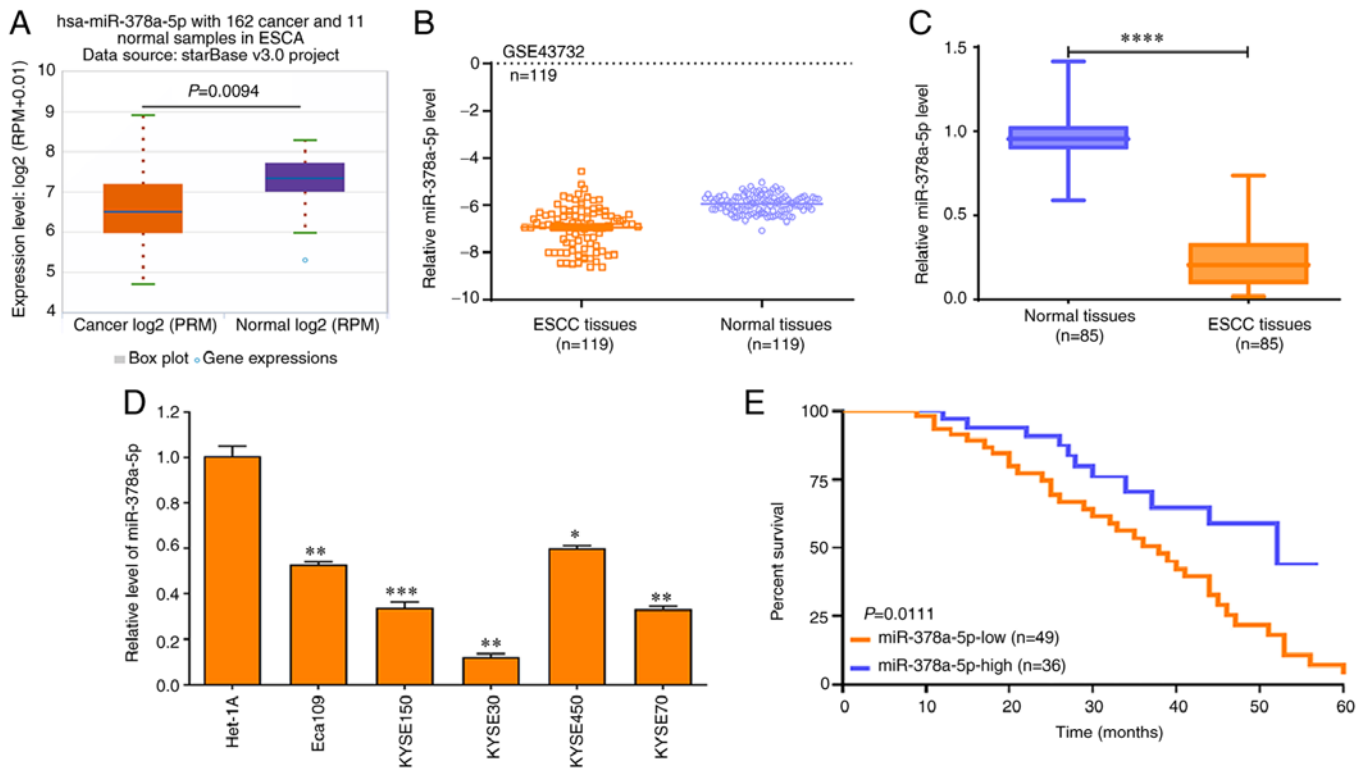 A
hsa-miR-378a-5p with 162 cancer and 11
normal samples in ESCA
Data source: starBase v3.0 project
Expression level: log2 (RPM+0.01)
10
9
8
7
6
5
4
P=0.0094
Cancer log2 (PRM)
Normal log2 (RPM)
Box plot
Gene expressions
B
GSE43732
n=119
Relative miR-378a-5p level
0
−2
−4
−6
−8
−10
ESCC tissues
(n=119)
Normal tissues
(n=119)
C
Relative miR-378a-5p level
1.5
1.0
0.5
0.0
****
Normal tissues
(n=85)
ESCC tissues
(n=85)
D
Relative level of miR-378a-5p
1.2
1.0
0.8
0.6
0.4
0.2
0.0
**
***
**
*
**
Het-1A
Eca109
KYSE150
KYSE30
KYSE450
KYSE70
E
Percent survival
100
75
50
25
0
P=0.0111
miR-378a-5p-low (n=49)
miR-378a-5p-high (n=36)
0
10
20
30
40
50
60
Time (months)